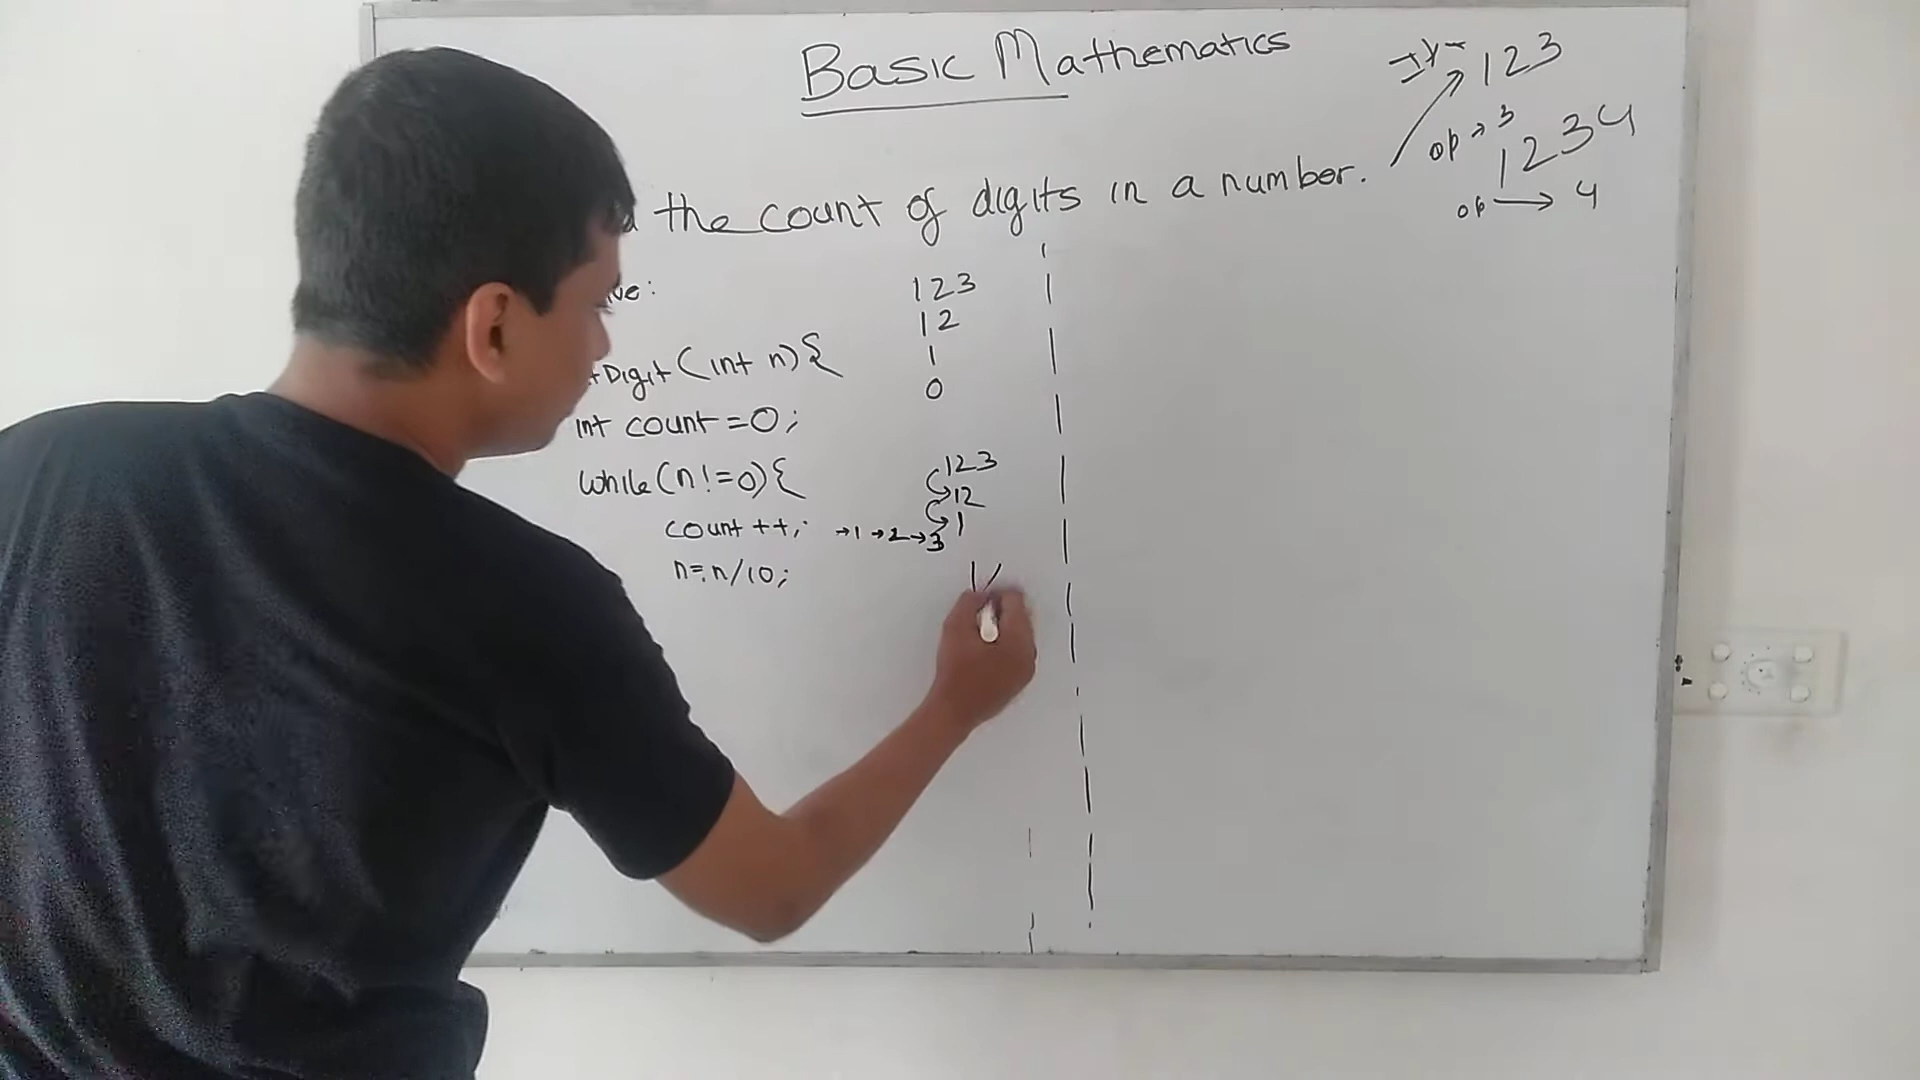 Basic Mathematics
123
op → 3
1234
op → 4
the count of digits in a number.
123
12
1
0
Digit (int n) {
int count = 0;
while (n != 0) {
123
12
1
count ++; → 1 → 2 → 3
n = n/10;
1/